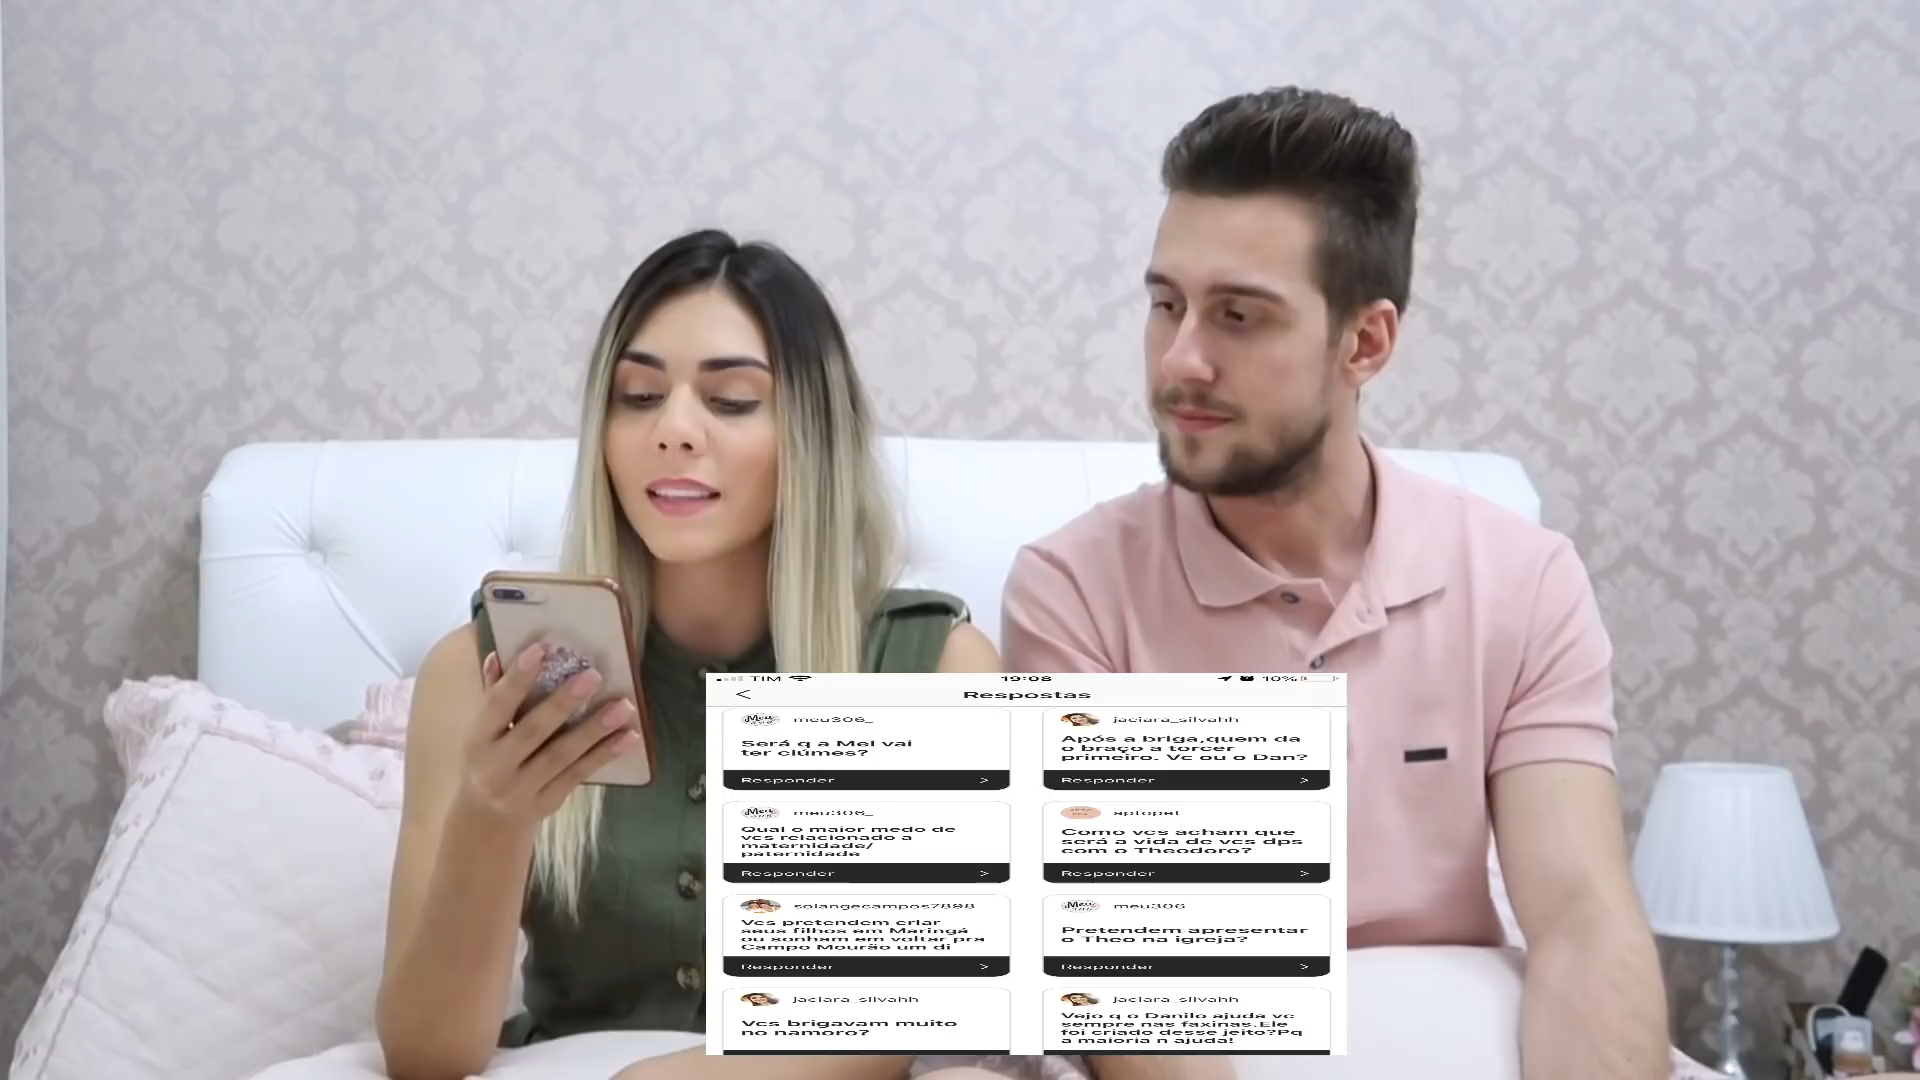 TIM 19:08 10%
< Respostas
meu306_
Será q a Mel vai
ter ciúmes?
Responder >
jaciara_silvahh
Após a briga,quem da
o braço a torcer
primeiro. Vc ou o Dan?
Responder >
meu306_
Qual o maior medo de
vcs relacionado a
maternidade/
paternidade
Responder >
aptopel
Como vcs acham que
será a vida de vcs dps
com o Theodoro?
Responder >
solangecampos7898
Vcs pretendem criar
seus filhos em Maringá
ou sonham em voltar pra
Campo Mourão um di
Responder >
meu306
Pretendem apresentar
o Theo na igreja?
Responder >
jaciara_silvahh
Vcs brigavam muito
no namoro?
jaciara_silvahh
Vejo q o Danilo ajuda vc
sempre nas faxinas.Ele
foi criado desse jeito?Pq
a maioria n ajuda!